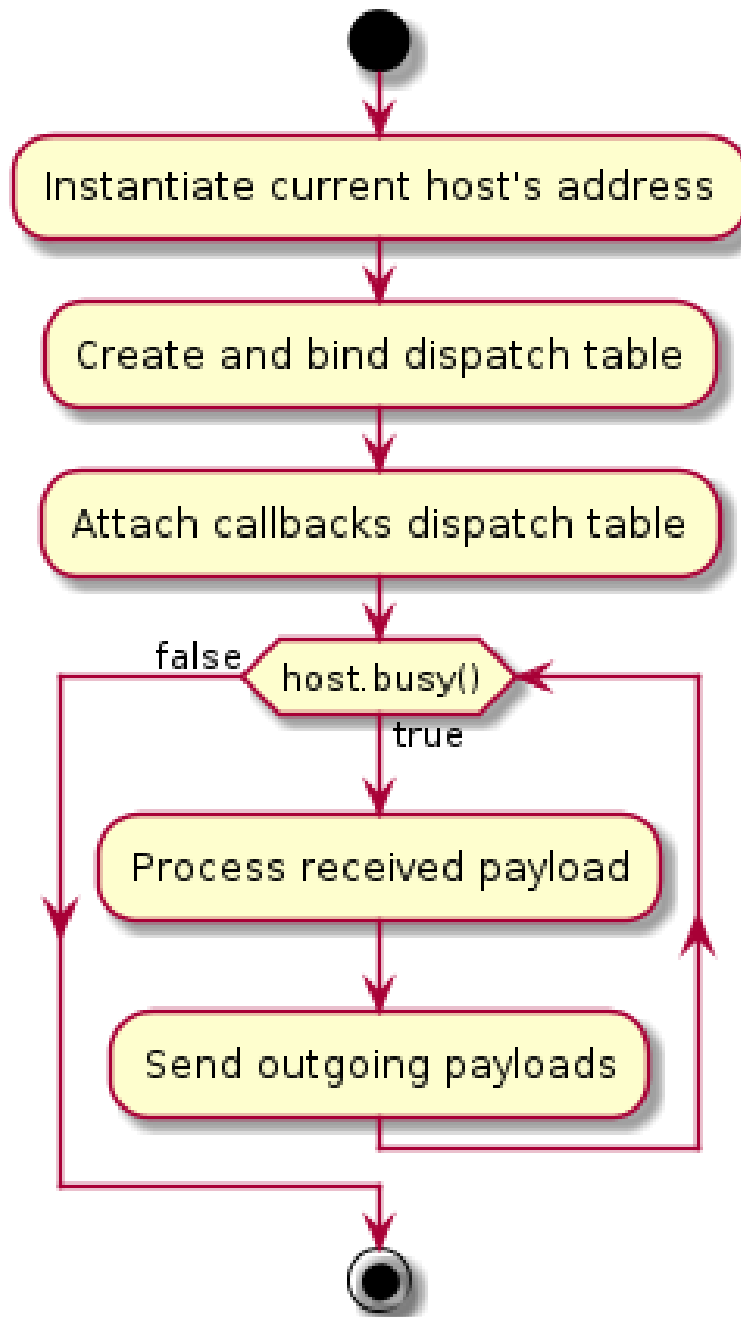 Instantiate current host's address
Create and bind dispatch table
Attach callbacks dispatch table
false
host.busy()
true
Process received payload
Send outgoing payloads